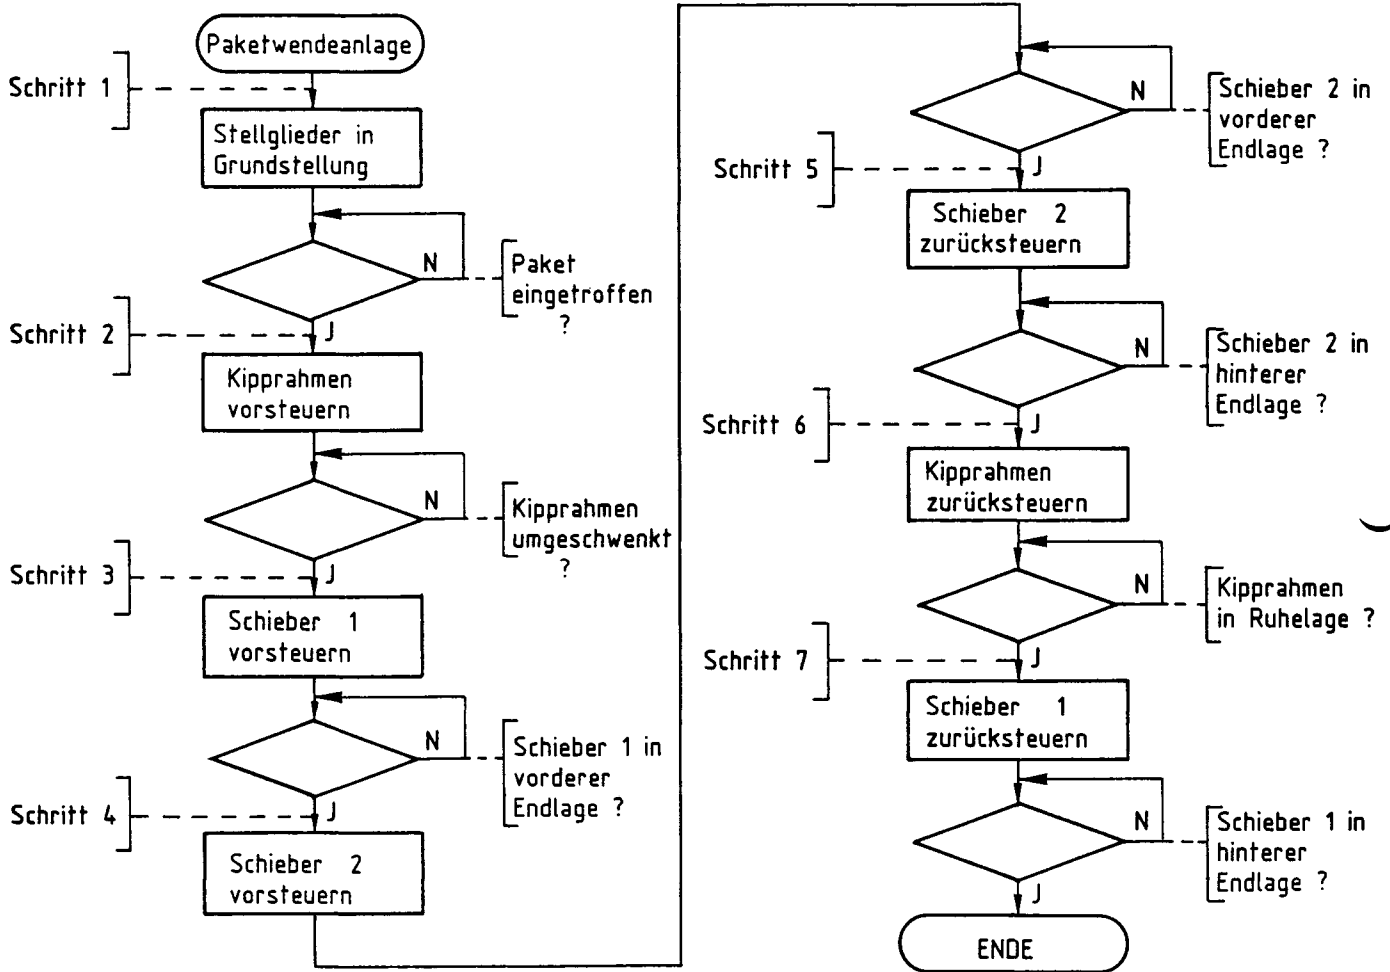 Paketwendeanlage
Schritt 1
Stellglieder in
Grundstellung
N
Paket
eingetroffen
?
Schritt 2
J
Kipprahmen
vorsteuern
N
Kipprahmen
umgeschwenkt
?
Schritt 3
J
Schieber 1
vorsteuern
N
Schieber 1 in
vorderer
Endlage ?
Schritt 4
J
Schieber 2
vorsteuern
N
Schieber 2 in
vorderer
Endlage ?
Schritt 5
J
Schieber 2
zurücksteuern
N
Schieber 2 in
hinterer
Endlage ?
Schritt 6
J
Kipprahmen
zurücksteuern
N
Kipprahmen
in Ruhelage ?
Schritt 7
J
Schieber 1
zurücksteuern
N
Schieber 1 in
hinterer
Endlage ?
J
ENDE